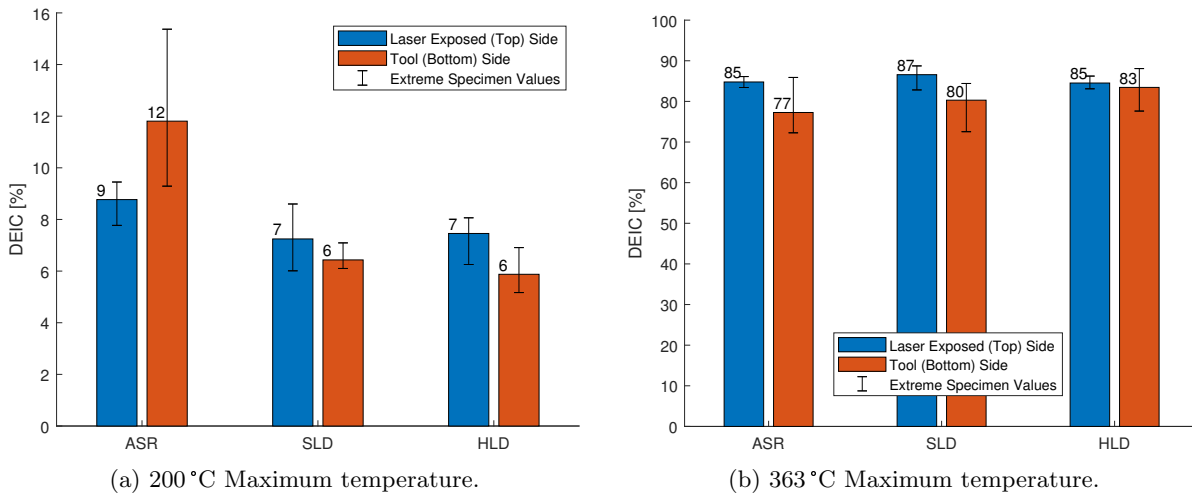 16
14
12
10
8
6
4
2
0
DEIC [%]
9
12
7
6
7
6
ASR
SLD
HLD
Laser Exposed (Top) Side
Tool (Bottom) Side
Extreme Specimen Values
(a) 200 °C Maximum temperature.
100
90
80
70
60
50
40
30
20
10
0
DEIC [%]
85
77
87
80
85
83
ASR
SLD
HLD
Laser Exposed (Top) Side
Tool (Bottom) Side
Extreme Specimen Values
(b) 363 °C Maximum temperature.